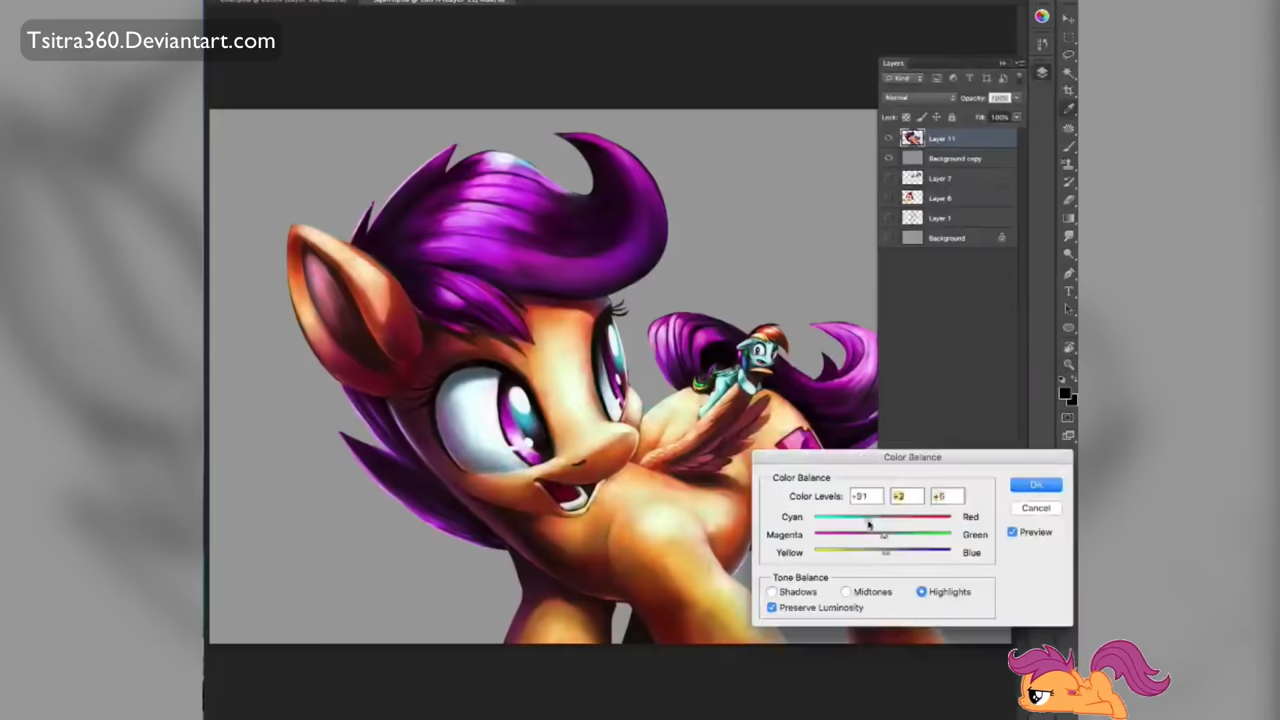 Tsitra360.Deviantart.com
Layers
Kind
Normal
Opacity: 100%
Lock:
Fill: 100%
Layer 11
Background copy
Layer 7
Layer 6
Layer 1
Background
Color Balance
Color Balance
Color Levels:
Cyan Red
Magenta Green
Yellow Blue
Tone Balance
Shadows Midtones Highlights
Preserve Luminosity
OK
Cancel
Preview